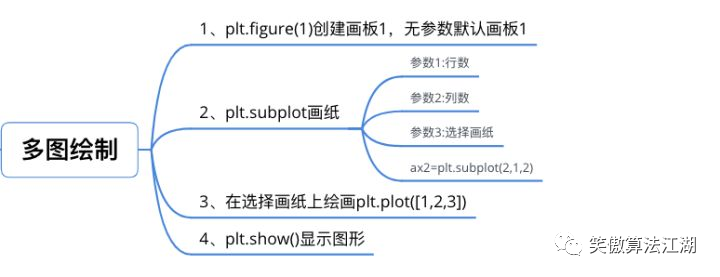 多图绘制
1、plt.figure(1)创建画板1，无参数默认画板1
2、plt.subplot画纸
参数1:行数
参数2:列数
参数3:选择画纸
ax2=plt.subplot(2,1,2)
3、在选择画纸上绘画plt.plot([1,2,3])
4、plt.show()显示图形
笑傲算法江湖